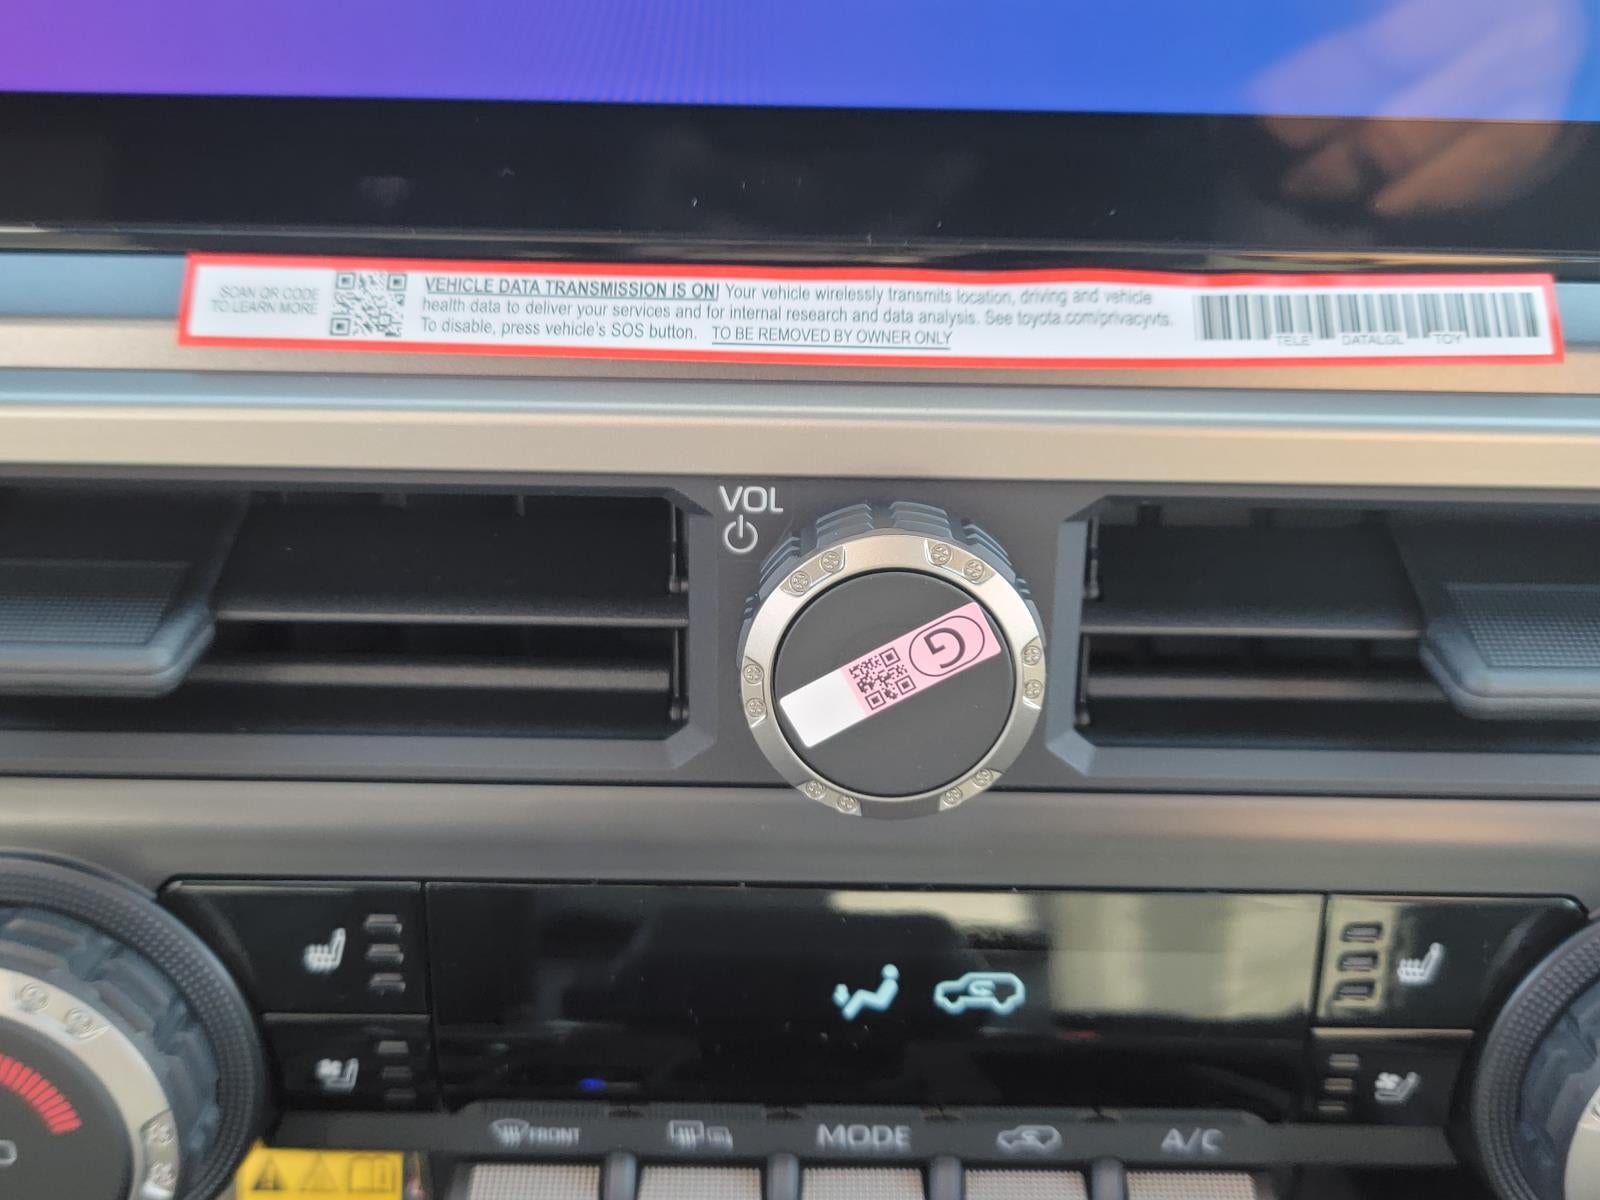 SCAN QR CODE
TO LEARN MORE
VEHICLE DATA TRANSMISSION IS ON! Your vehicle wirelessly transmits location, driving and vehicle
health data to deliver your services and for internal research and data analysis. See toyota.com/privacyvts.
To disable, press vehicle's SOS button. TO BE REMOVED BY OWNER ONLY
TELE DATALGL TOY
VOL
G
FRONT
MODE
A/C